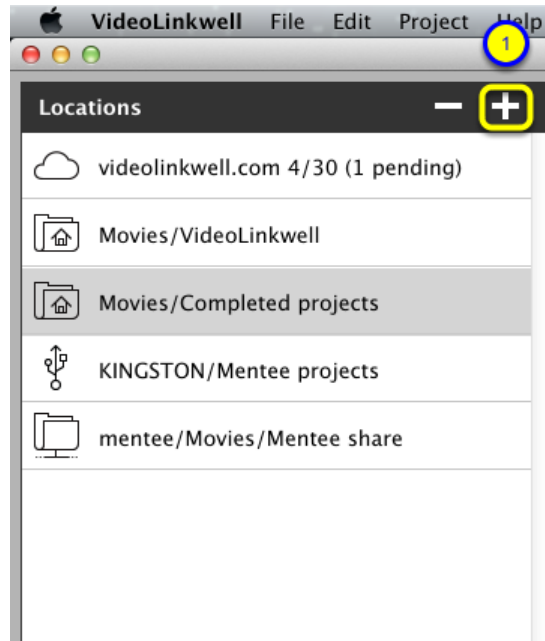 VideoLinkwell File Edit Project Help
1
Locations
videolinkwell.com 4/30 (1 pending)
Movies/VideoLinkwell
Movies/Completed projects
KINGSTON/Mentee projects
mentee/Movies/Mentee share